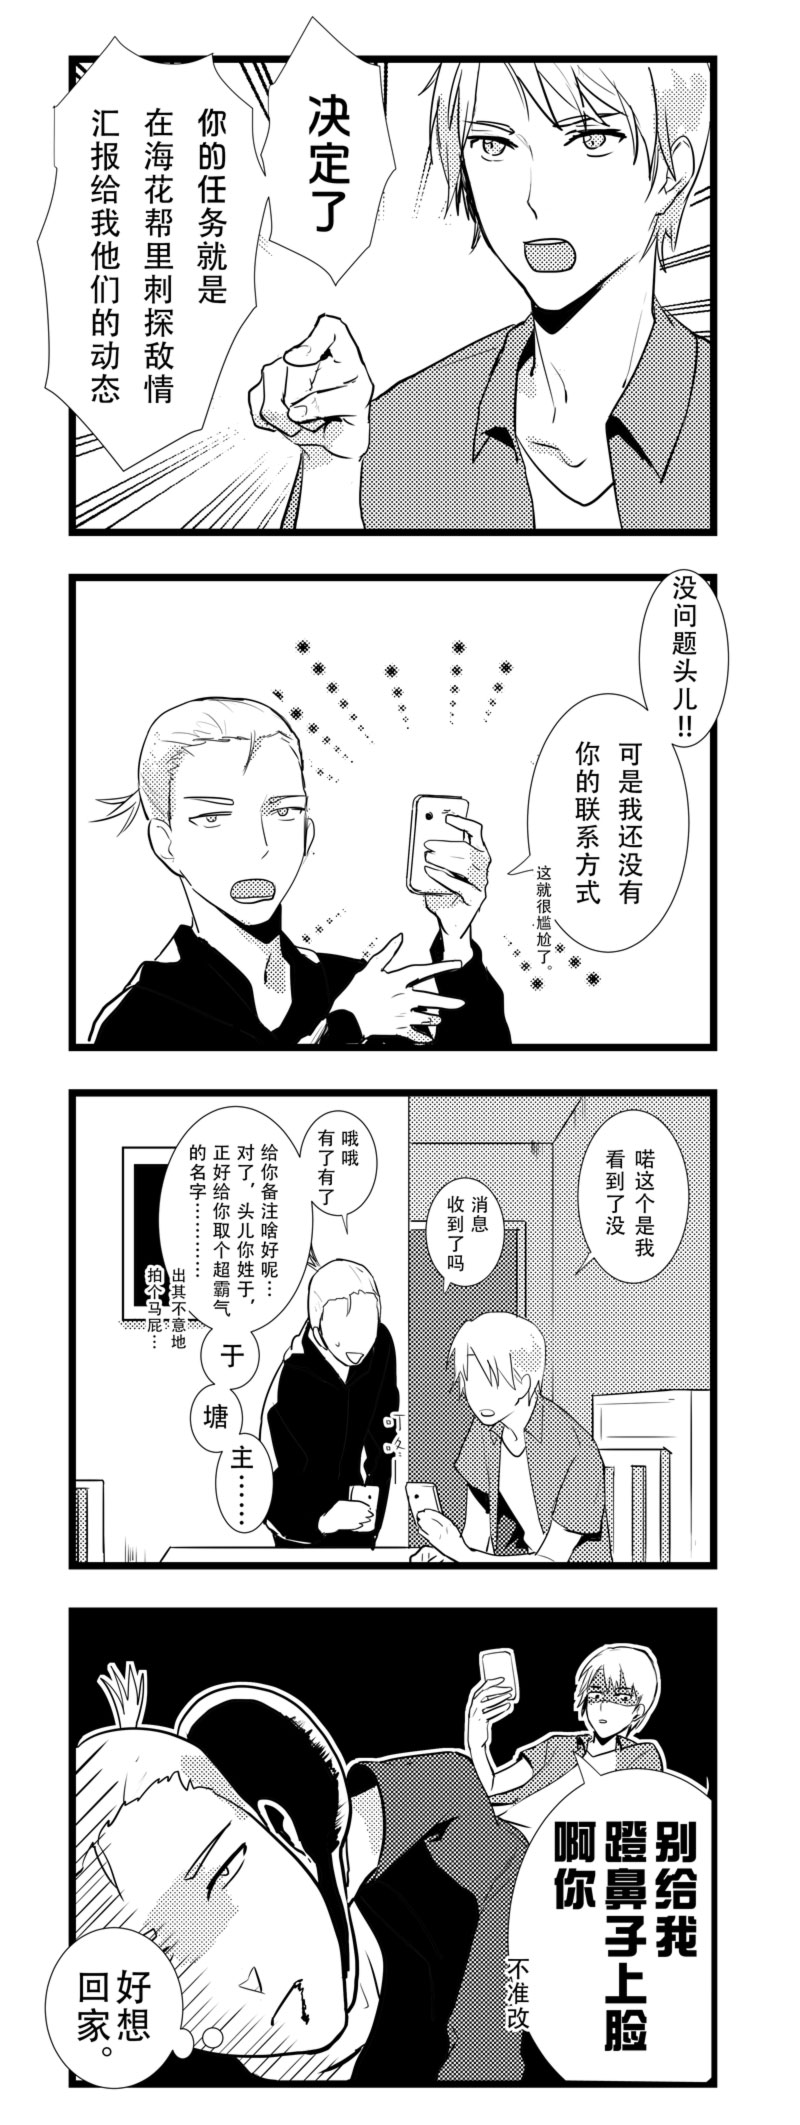 决定了
你的任务就是
在海花帮里刺探敌情
汇报给我他们的动态
没问题头儿!!
可是我还没有
你的联系方式
这就很尴尬了。
喏这个是我
看到了没
消息
收到了吗
哦哦
有了有了
给你备注啥好呢…
对了，头儿你姓于，
正好给你取个超霸气
的名字…………
出其不意地
拍个马屁…
于
塘
主……
叮咚
别给我
蹬鼻子上脸
啊你
不准改
好想
回家。